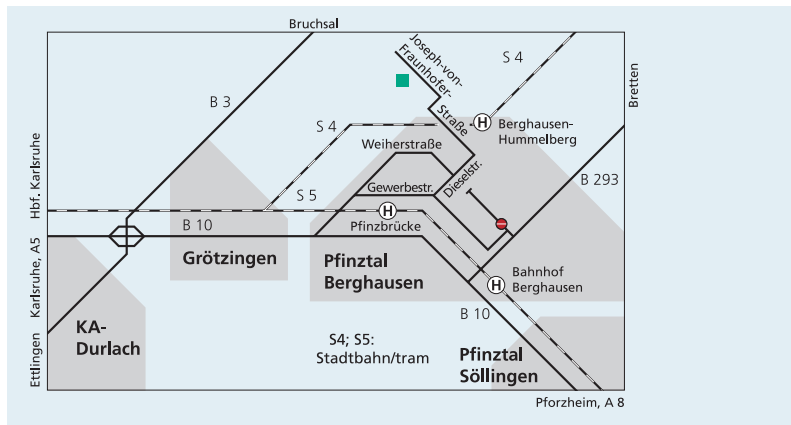 Bruchsal
Joseph-von-
Fraunhofer-
Straße
S 4
Bretten
B 3
S 4
H
Berghausen-
Hummelberg
Weiherstraße
Dieselstr.
Hbf. Karlsruhe
S 5
Gewerbestr.
B 293
H
B 10
Pfinzbrücke
Grötzingen
Pfinztal
Berghausen
Karlsruhe, A5
H
Bahnhof
Berghausen
B 10
KA-
Durlach
S4; S5:
Stadtbahn/tram
Pfinztal
Söllingen
Ettlingen
Pforzheim, A 8